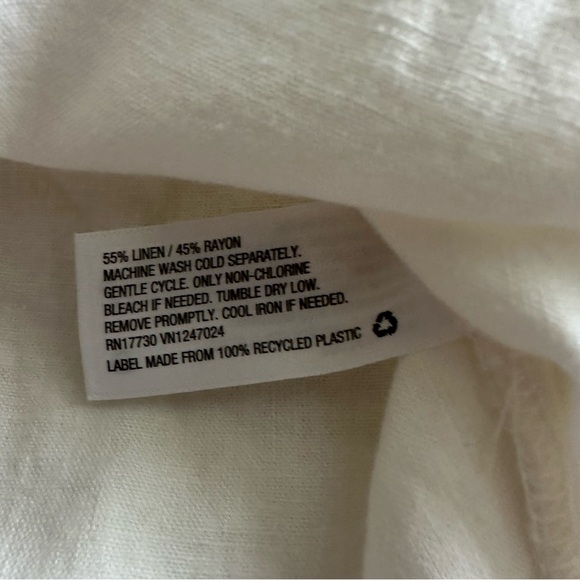 55% LINEN / 45% RAYON
MACHINE WASH COLD SEPARATELY.
GENTLE CYCLE. ONLY NON-CHLORINE
BLEACH IF NEEDED. TUMBLE DRY LOW.
REMOVE PROMPTLY. COOL IRON IF NEEDED.
RN17730 VN1247024
LABEL MADE FROM 100% RECYCLED PLASTIC